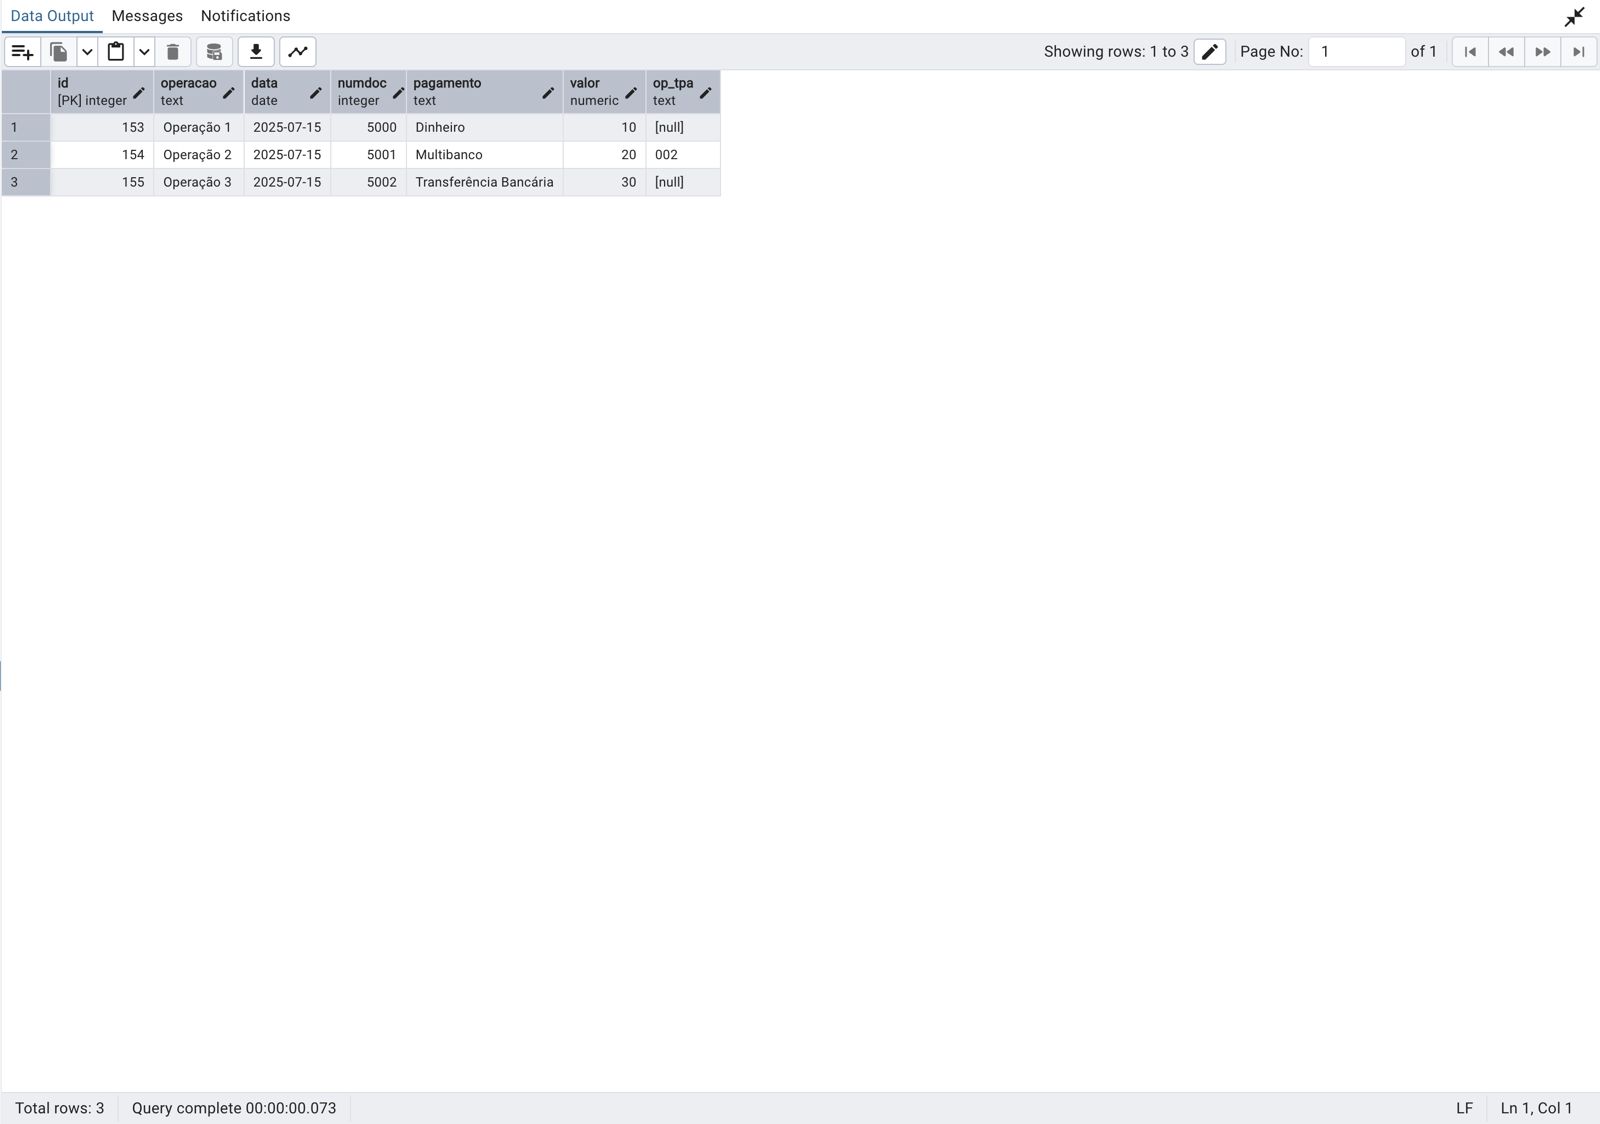 Data Output Messages Notifications
Showing rows: 1 to 3 Page No: 1 of 1
id operacao data numdoc pagamento valor op_tpa
[PK] integer text date integer text numeric text
1 153 Operação 1 2025-07-15 5000 Dinheiro 10 [null]
2 154 Operação 2 2025-07-15 5001 Multibanco 20 002
3 155 Operação 3 2025-07-15 5002 Transferência Bancária 30 [null]
Total rows: 3 Query complete 00:00:00.073 LF Ln 1, Col 1